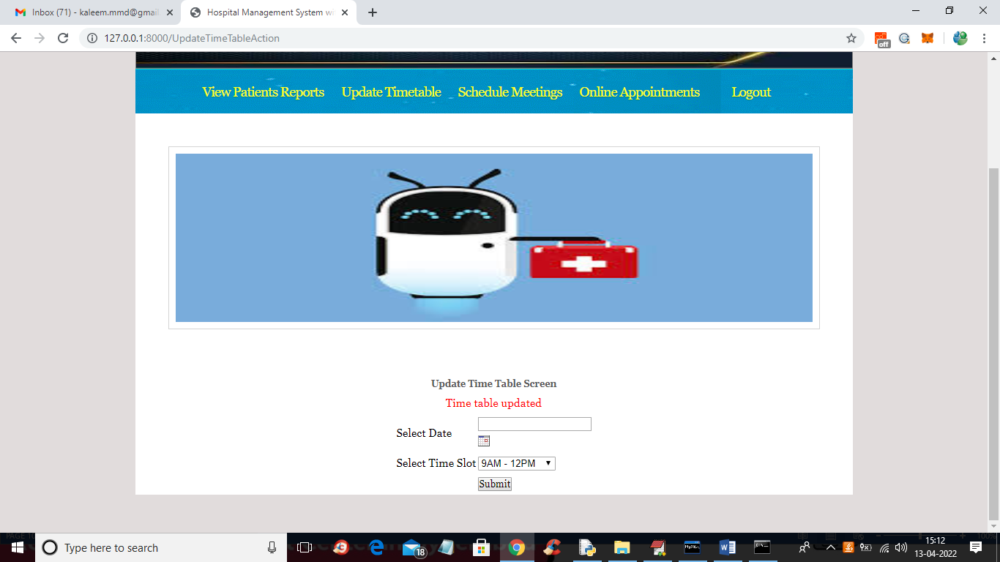 Inbox (71) - kaleem.mmd@gmai
Hospital Management System wi
127.0.0.1:8000/UpdateTimeTableAction
off
View Patients Reports Update Timetable Schedule Meetings Online Appointments Logout
Update Time Table Screen
Time table updated
Select Date
Select Time Slot 9AM - 12PM
Submit
Type here to search
18
15:12
13-04-2022
100%